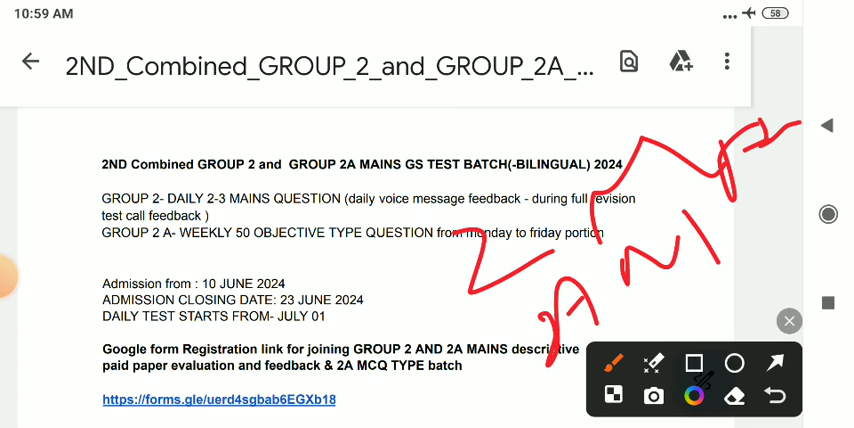 10:59 AM
58
2ND_Combined_GROUP_2_and_GROUP_2A_...
2ND Combined GROUP 2 and GROUP 2A MAINS GS TEST BATCH(-BILINGUAL) 2024
GROUP 2- DAILY 2-3 MAINS QUESTION (daily voice message feedback - during full revision
test call feedback )
GROUP 2 A- WEEKLY 50 OBJECTIVE TYPE QUESTION from monday to friday portion
Admission from : 10 JUNE 2024
ADMISSION CLOSING DATE: 23 JUNE 2024
DAILY TEST STARTS FROM- JULY 01
Google form Registration link for joining GROUP 2 AND 2A MAINS descriptive
paid paper evaluation and feedback & 2A MCQ TYPE batch
https://forms.gle/uerd4sgbab6EGXb18